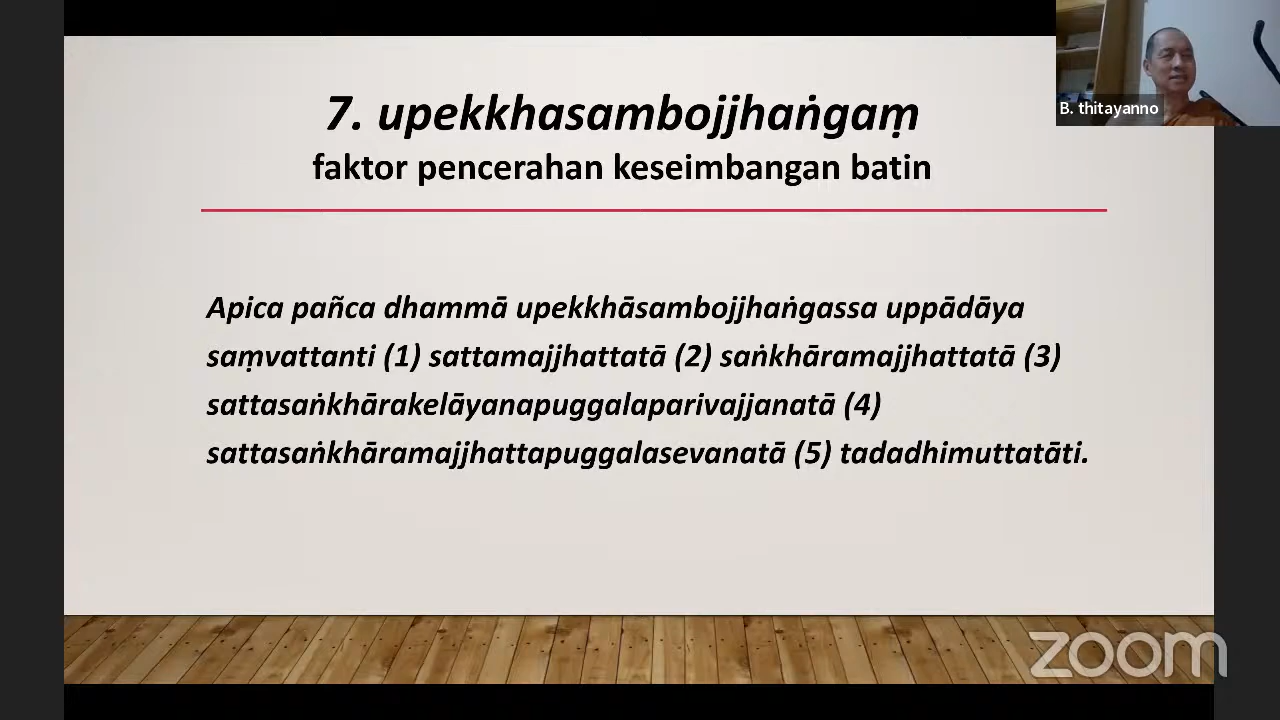 7. upekkhasambojjhaṅgaṃ
faktor pencerahan keseimbangan batin
B. thitayanno
Apica pañca dhammā upekkhāsambojjhaṅgassa uppādāya
saṃvattanti (1) sattamajjhattatā (2) saṅkhāramajjhattatā (3)
sattasaṅkhārakelāyanapuggalaparivajjanatā (4)
sattasaṅkhāramajjhattapuggalasevanatā (5) tadadhimuttatāti.
zoom